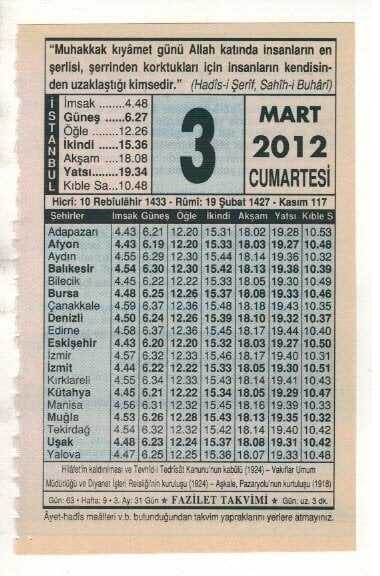 “Muhakkak kıyâmet günü Allah katında insanların en
şerlisi, şerrinden korktukları için insanların kendisin-
den uzaklaştığı kimsedir.” (Hadîs-i Şerîf, Sahîh-i Buhârî)
İSTANBUL
İmsak ........4.48
Güneş ......6.27
Öğle ........12.26
İkindi ......15.36
Akşam ....18.08
Yatsı........19.34
Kıble Sa...10.48
3
MART
2012
CUMARTESİ
Hicrî: 10 Rebîulâhir 1433 - Rûmî: 19 Şubat 1427 - Kasım 117
Şehirler İmsak Güneş Öğle İkindi Akşam Yatsı Kıble S
Adapazarı 4.43 6.21 12.20 15.31 18.02 19.28 10.53
Afyon 4.43 6.19 12.20 15.33 18.03 19.27 10.48
Aydın 4.55 6.29 12.30 15.44 18.14 19.36 10.32
Balıkesir 4.54 6.30 12.30 15.42 18.13 19.38 10.39
Bilecik 4.45 6.22 12.22 15.33 18.05 19.30 10.49
Bursa 4.48 6.25 12.26 15.37 18.08 19.33 10.46
Çanakkale 4.59 6.37 12.36 15.48 18.18 19.43 10.35
Denizli 4.50 6.24 12.26 15.39 18.10 19.32 10.37
Edirne 4.58 6.37 12.36 15.45 18.17 19.44 10.40
Eskişehir 4.43 6.20 12.20 15.32 18.03 19.27 10.50
İzmir 4.57 6.32 12.33 15.46 18.17 19.40 10.31
İzmit 4.44 6.22 12.22 15.33 18.05 19.30 10.51
Kırklareli 4.55 6.34 12.33 15.43 18.14 19.41 10.43
Kütahya 4.45 6.21 12.22 15.34 18.05 19.29 10.47
Manisa 4.56 6.31 12.32 15.45 18.16 19.39 10.33
Muğla 4.53 6.26 12.28 15.43 18.13 19.35 10.32
Tekirdağ 4.54 6.32 12.32 15.42 18.14 19.40 10.42
Uşak 4.48 6.23 12.24 15.37 18.08 19.31 10.42
Yalova 4.47 6.25 12.25 15.36 18.07 19.33 10.48
Hilâfet'in kaldırılması ve Tevhîd-i Tedrîsât Kanunu'nun kabûlü (1924) – Vakıflar Umum
Müdürlüğü ve Diyanet İşleri Reisliği'nin kuruluşu (1924) – Aşkale, Pazaryolu'nun kurtuluşu (1918)
Gün: 63 • Hafta: 9 • 3. Ay: 31 Gün ★ FAZİLET TAKVİMİ ★ Gün: uz. 3 dk.
Âyet-hadîs meâlleri v.b. bulunduğundan takvim yapraklarını yerlere atmayınız.